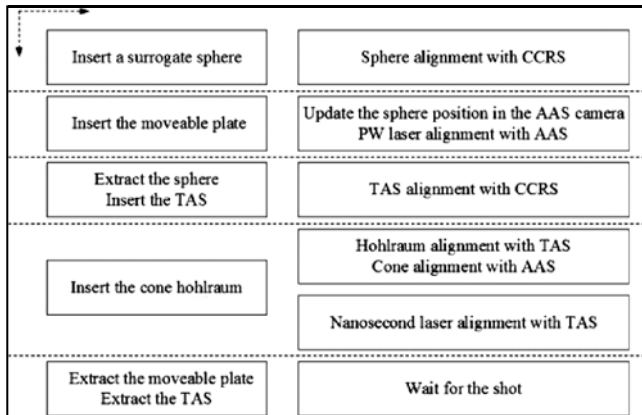 Insert a surrogate sphere
Sphere alignment with CCRS
Insert the moveable plate
Update the sphere position in the AAS camera
PW laser alignment with AAS
Extract the sphere
Insert the TAS
TAS alignment with CCRS
Insert the cone hohlraum
Hohlraum alignment with TAS
Cone alignment with AAS
Nanosecond laser alignment with TAS
Extract the moveable plate
Extract the TAS
Wait for the shot